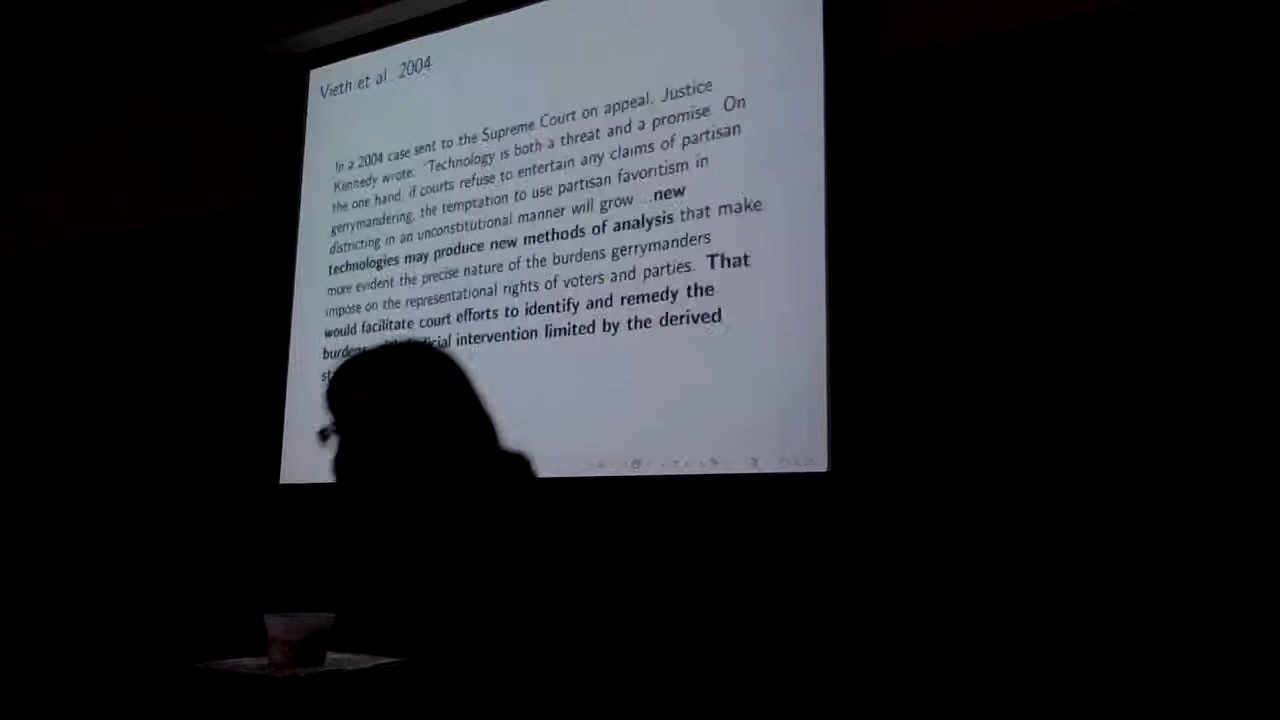 Vieth et al. 2004
In a 2004 case sent to the Supreme Court on appeal, Justice
Kennedy wrote: "Technology is both a threat and a promise. On
the one hand, if courts refuse to entertain any claims of partisan
gerrymandering, the temptation to use partisan favoritism in
districting in an unconstitutional manner will grow ...new
technologies may produce new methods of analysis that make
more evident the precise nature of the burdens gerrymanders
impose on the representational rights of voters and parties. That
would facilitate court efforts to identify and remedy the
burdens intervention limited by the derived